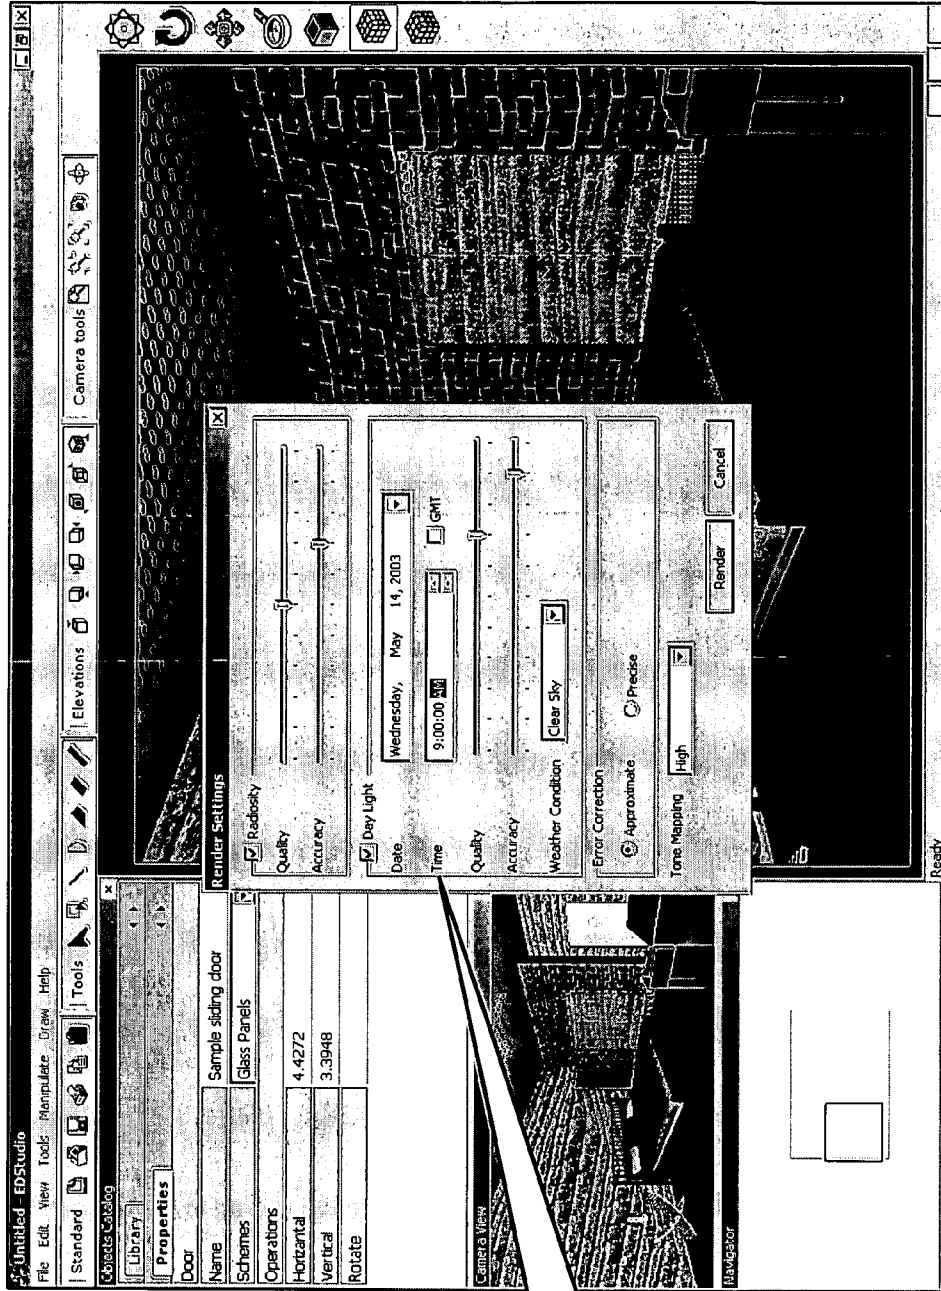 Untitled - EDStudio
File Edit View Tools Manipulate Draw Help
Standard
Tools
Elevations
Camera tools
Objects Catalog
Library
Properties
Door
Name Sample sliding door
Schemes Glass Panels
Operations
Horizantal 4.4272
Vertical 3.3948
Rotate
Camera View
Navigator
Render Settings
Radiosity
Quality
Accuracy
Day Light
Date Wednesday, May 14, 2003
Time 9:00:00 AM GMT
Quality
Accuracy
Weather Condition Clear Sky
Error Correction
Approximate Precise
Tone Mapping High
Render Cancel
Ready